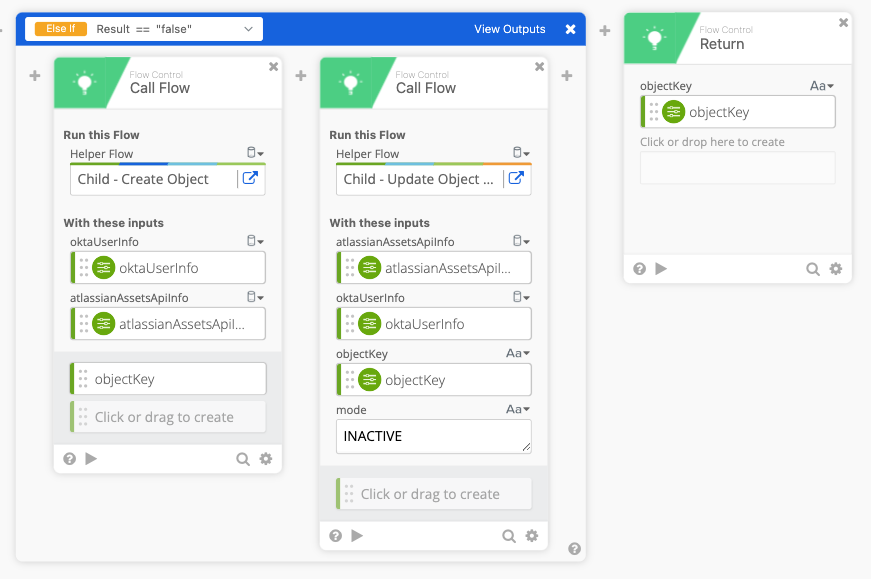 Else If Result == "false" View Outputs
Flow Control
Call Flow
Run this Flow
Helper Flow
Child - Create Object
With these inputs
oktaUserInfo
oktaUserInfo
atlassianAssetsApiInfo
atlassianAssetsApiI...
objectKey
Click or drag to create
Flow Control
Call Flow
Run this Flow
Helper Flow
Child - Update Object ...
With these inputs
atlassianAssetsApiInfo
atlassianAssetsApiI...
oktaUserInfo
oktaUserInfo
objectKey Aa
objectKey
mode Aa
INACTIVE
Click or drag to create
Flow Control
Return
objectKey Aa
objectKey
Click or drop here to create